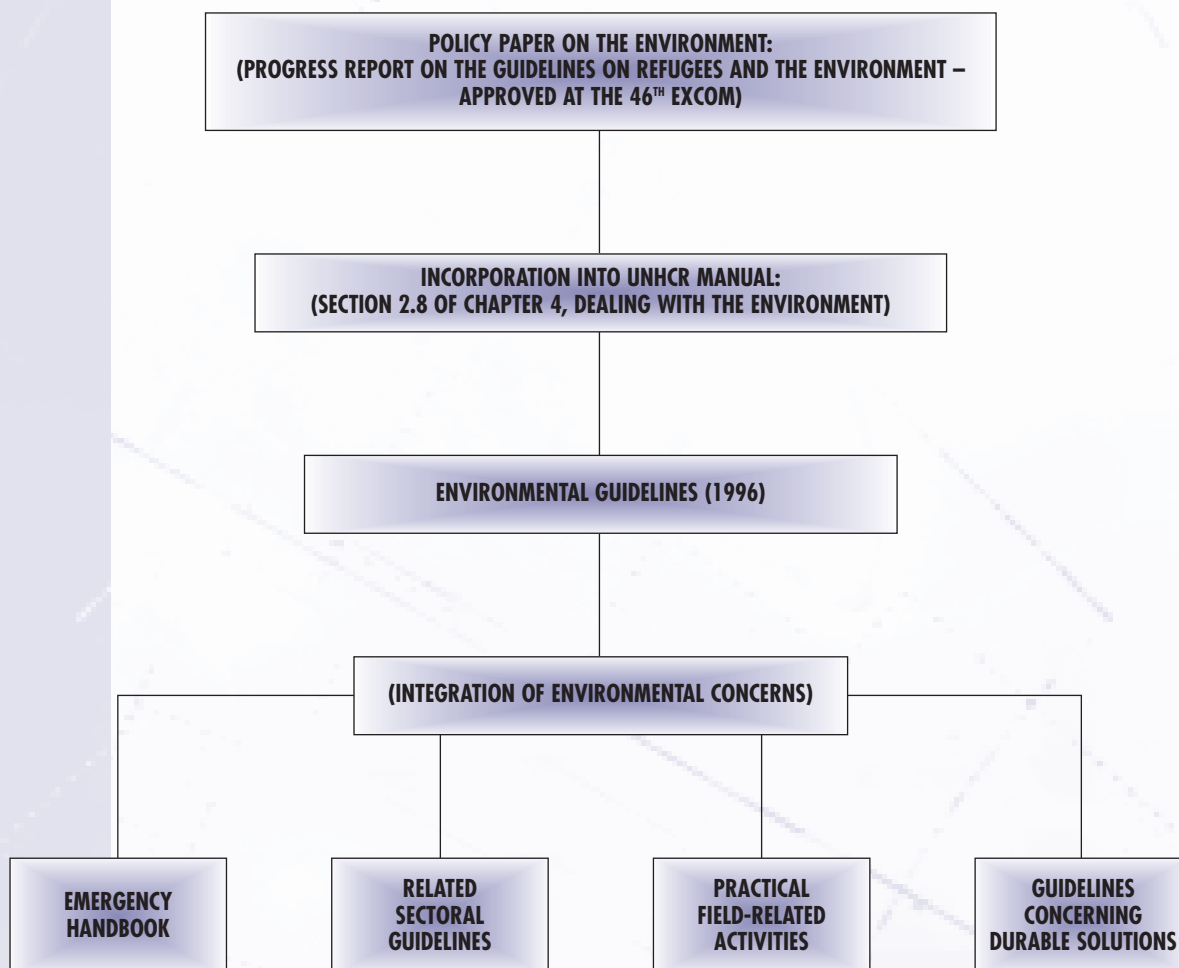 POLICY PAPER ON THE ENVIRONMENT:
(PROGRESS REPORT ON THE GUIDELINES ON REFUGEES AND THE ENVIRONMENT –
APPROVED AT THE 46TH EXCOM)
INCORPORATION INTO UNHCR MANUAL:
(SECTION 2.8 OF CHAPTER 4, DEALING WITH THE ENVIRONMENT)
ENVIRONMENTAL GUIDELINES (1996)
(INTEGRATION OF ENVIRONMENTAL CONCERNS)
EMERGENCY
HANDBOOK
RELATED
SECTORAL
GUIDELINES
PRACTICAL
FIELD-RELATED
ACTIVITIES
GUIDELINES
CONCERNING
DURABLE SOLUTIONS